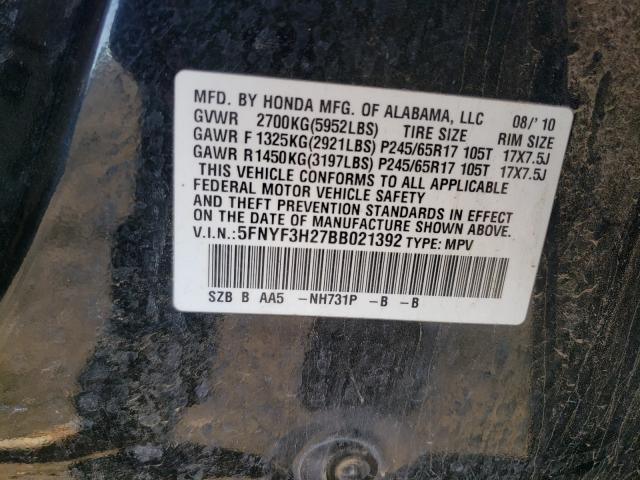 MFD. BY HONDA MFG. OF ALABAMA, LLC 08/'10
GVWR 2700KG(5952LBS) TIRE SIZE RIM SIZE
GAWR F 1325KG(2921LBS) P245/65R17 105T 17X7.5J
GAWR R1450KG(3197LBS) P245/65R17 105T 17X7.5J
THIS VEHICLE CONFORMS TO ALL APPLICABLE
FEDERAL MOTOR VEHICLE SAFETY
AND THEFT PREVENTION STANDARDS IN EFFECT
ON THE DATE OF MANUFACTURE SHOWN ABOVE.
V.I.N.:5FNYF3H27BB021392 TYPE: MPV
SZB B AA5 -NH731P -B -B